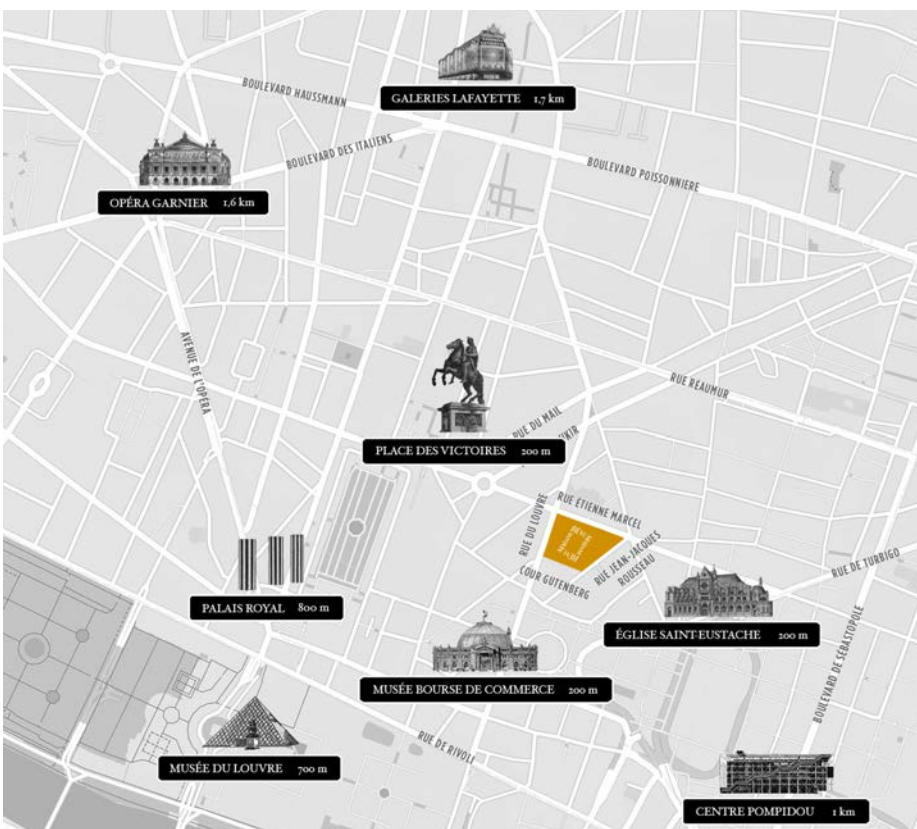 GALERIES LAFAYETTE 1,7 km
BOULEVARD HAUSSMANN
BOULEVARD DES ITALIENS
BOULEVARD POISSONNIÈRE
OPÉRA GARNIER 1,6 km
AVENUE DE L'OPÉRA
RUE RÉAUMUR
RUE DU MAIL
PLACE DES VICTOIRES 200 m
RUE ÉTIENNE MARCEL
RUE DU LOUVRE
RUE JEAN-JACQUES
ROUSSEAU
COUR GUTENBERG
RUE DE TURBIGO
PALAIS ROYAL 800 m
ÉGLISE SAINT-EUSTACHE 200 m
BOULEVARD DE SÉBASTOPOLE
MUSÉE BOURSE DE COMMERCE 200 m
RUE DE RIVOLI
MUSÉE DU LOUVRE 700 m
CENTRE POMPIDOU 1 km